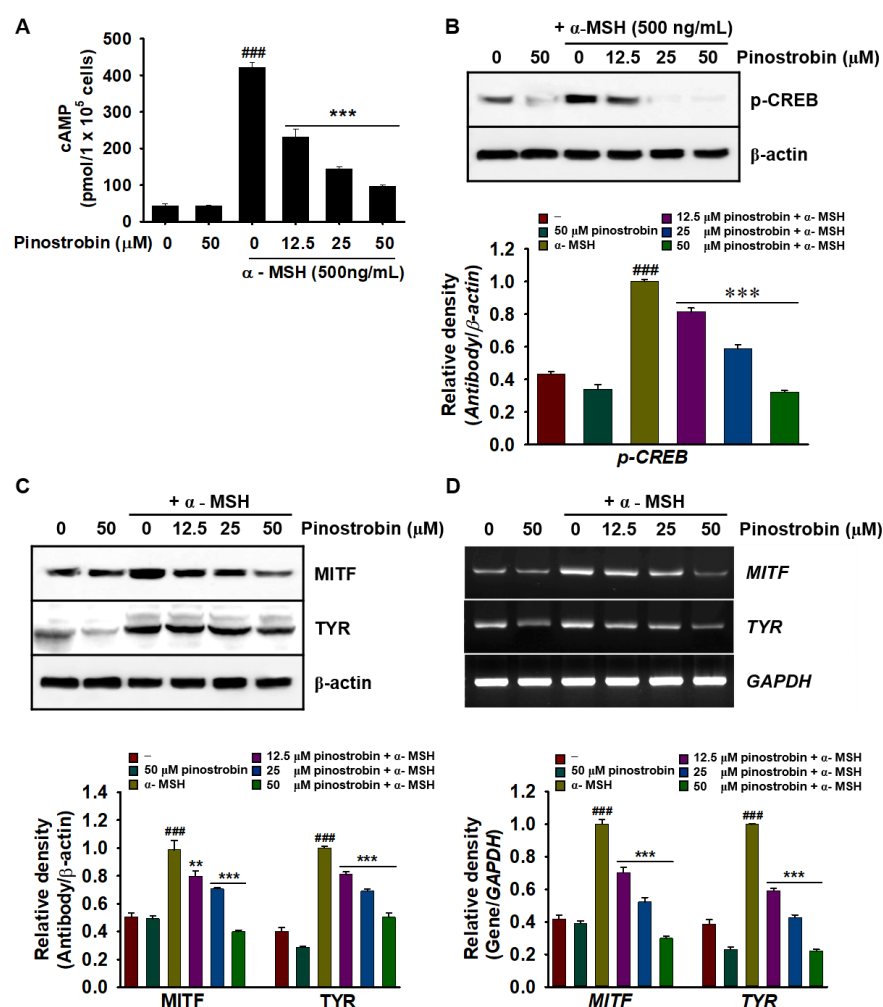 A
500
400
300
200
100
0
cAMP
(pmol/1 x 10⁵ cells)
###
***
Pinostrobin (μM)
0 50 0 12.5 25 50
α - MSH (500ng/mL)
B
+ α-MSH (500 ng/mL)
0 50 0 12.5 25 50 Pinostrobin (μM)
p-CREB
β-actin
–
50 μM pinostrobin
α- MSH
12.5 μM pinostrobin + α- MSH
25 μM pinostrobin + α- MSH
50 μM pinostrobin + α- MSH
1.2
1.0
0.8
0.6
0.4
0.2
0.0
Relative density
(Antibody/β-actin)
###
***
p-CREB
C
+ α - MSH
0 50 0 12.5 25 50 Pinostrobin (μM)
MITF
TYR
β-actin
–
50 μM pinostrobin
α- MSH
12.5 μM pinostrobin + α- MSH
25 μM pinostrobin + α- MSH
50 μM pinostrobin + α- MSH
1.4
1.2
1.0
0.8
0.6
0.4
0.2
0.0
Relative density
(Antibody/β-actin)
###
**
***
###
***
MITF TYR
D
+ α - MSH
0 50 0 12.5 25 50 Pinostrobin (μM)
MITF
TYR
GAPDH
–
50 μM pinostrobin
α- MSH
12.5 μM pinostrobin + α- MSH
25 μM pinostrobin + α- MSH
50 μM pinostrobin + α- MSH
1.2
1.0
0.8
0.6
0.4
0.2
0.0
Relative density
(Gene/GAPDH)
###
***
###
***
MITF TYR